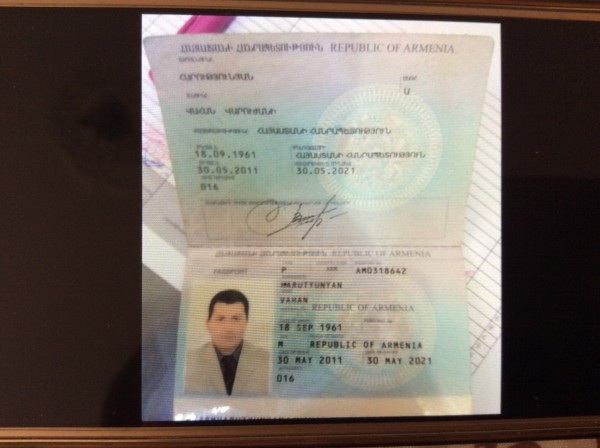 ՀԱՅԱՍՏԱՆԻ ՀԱՆՐԱՊԵՏՈՒԹՅՈՒՆ REPUBLIC OF ARMENIA
ՀԱՐՈՒԹՅՈՒՆՅԱՆ
Ա
ՎԱՀԱՆ ՎԱՐՈՒԺԱՆԻ
ՀԱՅԱՍՏԱՆԻ ՀԱՆՐԱՊԵՏՈՒԹՅՈՒՆ
18.09.1961 ՀԱՅԱՍՏԱՆԻ ՀԱՆՐԱՊԵՏՈՒԹՅՈՒՆ
30.05.2011 30.05.2021
016
ՀԱՅԱՍՏԱՆԻ ՀԱՆՐԱՊԵՏՈՒԹՅՈՒՆ REPUBLIC OF ARMENIA
PASSPORT P ARM AM0318642
HARUTYUNYAN
VAHAN REPUBLIC OF ARMENIA
18 SEP 1961
M REPUBLIC OF ARMENIA
30 MAY 2011 30 MAY 2021
016